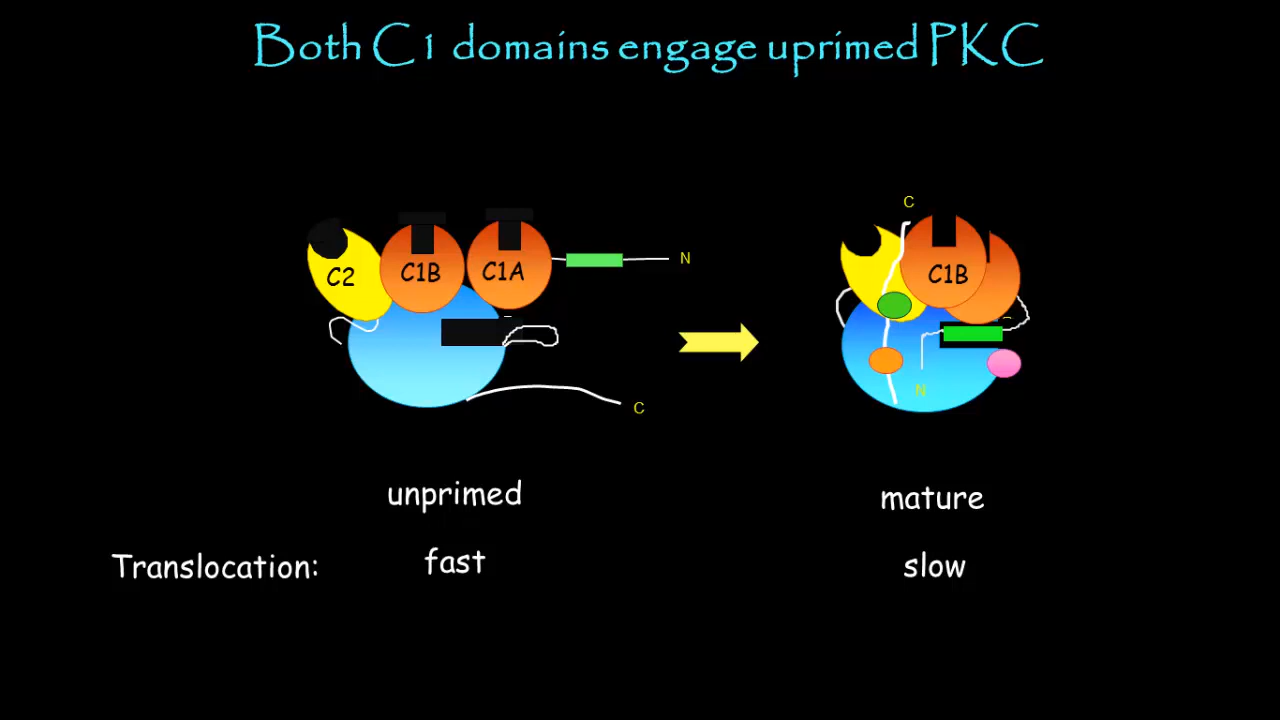 Both C1 domains engage uprimed PKC
C
C2 C1B C1A N C1B
N
C
unprimed mature
Translocation: fast slow